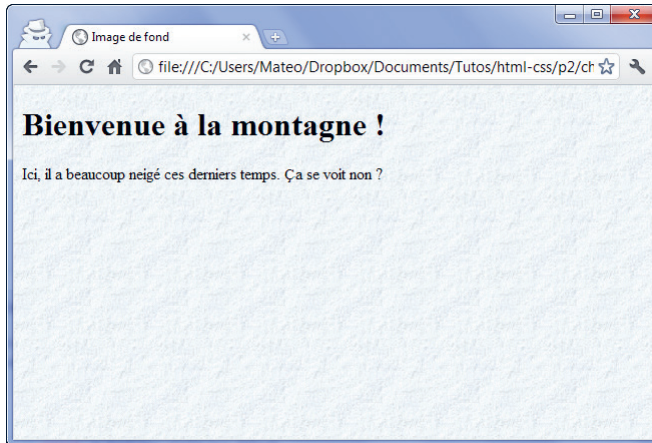 Image de fond
file:///C:/Users/Mateo/Dropbox/Documents/Tutos/html-css/p2/ch
Bienvenue à la montagne !
Ici, il a beaucoup neigé ces derniers temps. Ça se voit non ?